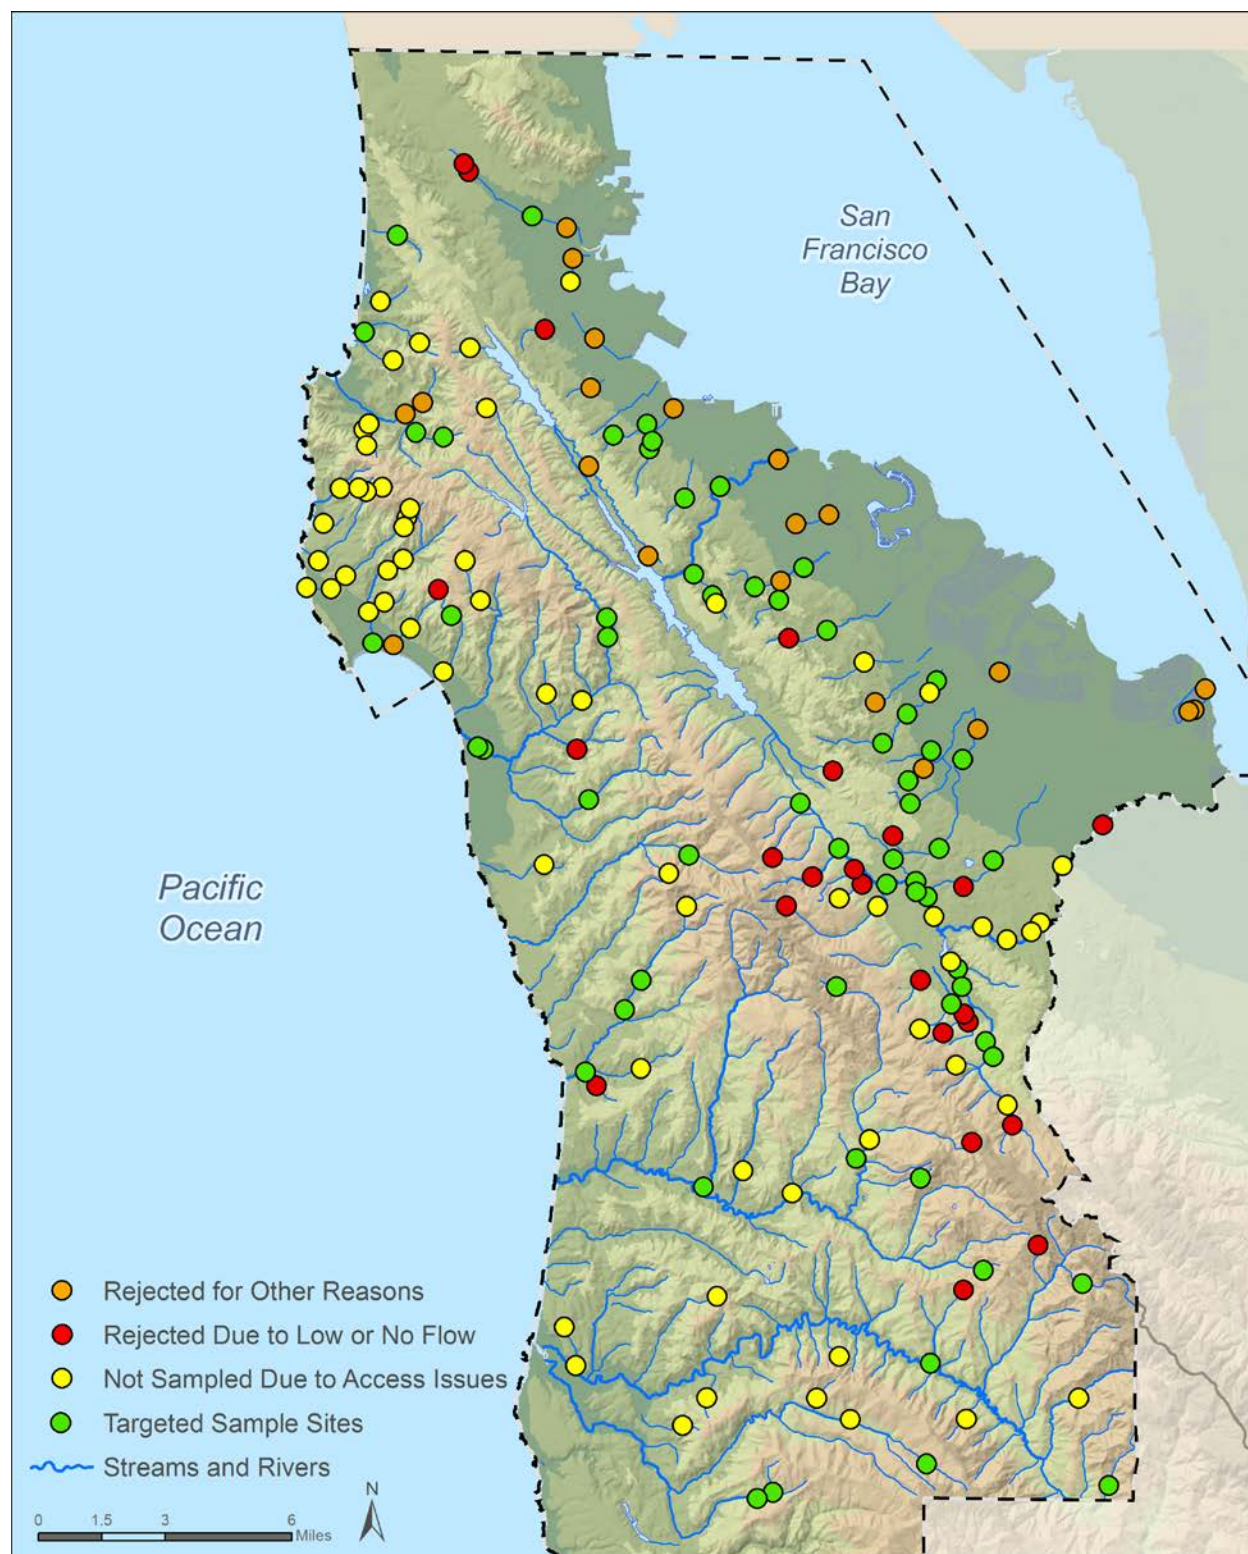 San
Francisco
Bay
Pacific
Ocean
Rejected for Other Reasons
Rejected Due to Low or No Flow
Not Sampled Due to Access Issues
Targeted Sample Sites
Streams and Rivers
N
0 1.5 3 6
Miles